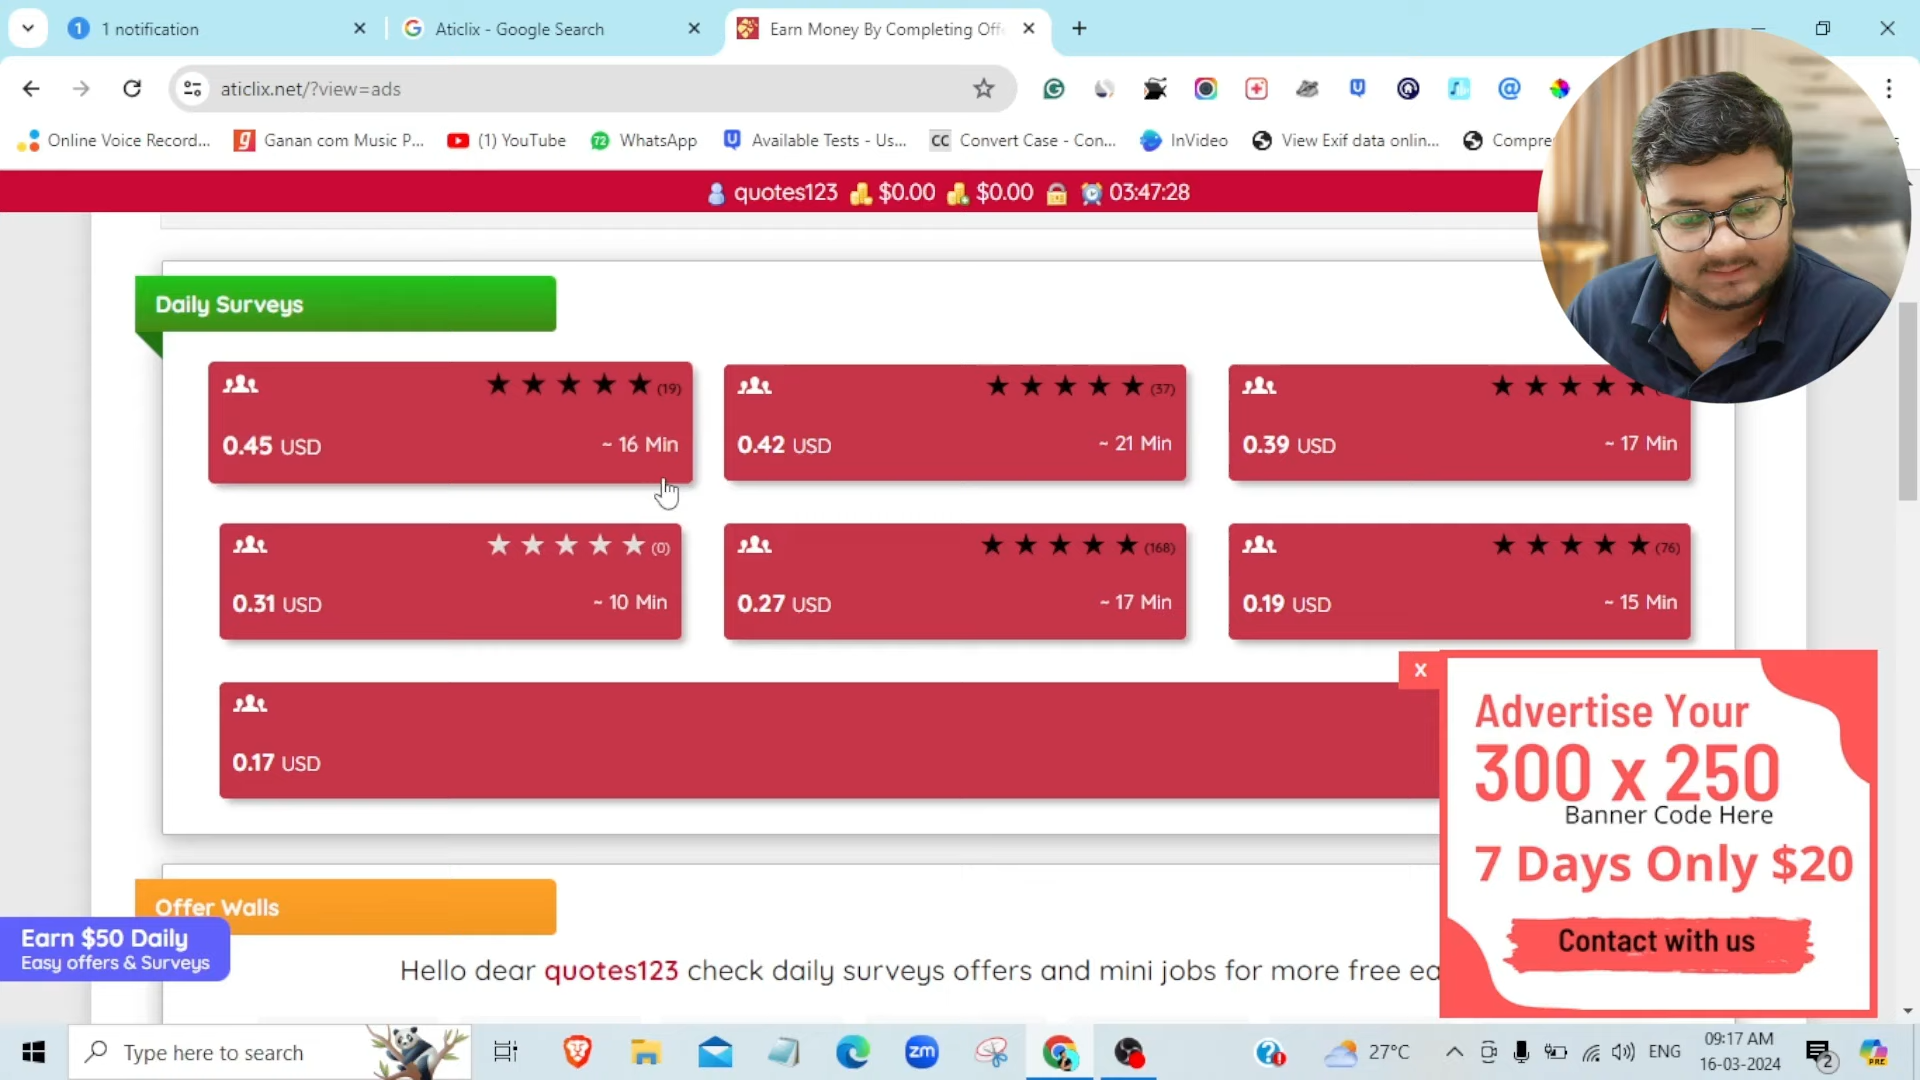 1 notification
Aticlix - Google Search
Earn Money By Completing Off
aticlix.net/?view=ads
Online Voice Record...
Ganan com Music P...
(1) YouTube
WhatsApp
Available Tests - Us...
CC Convert Case - Con...
InVideo
View Exif data onlin...
Compre
quotes123 $0.00 $0.00 03:47:28
Daily Surveys
(19)
0.45 USD ~ 16 Min
(37)
0.42 USD ~ 21 Min
0.39 USD ~ 17 Min
(0)
0.31 USD ~ 10 Min
(168)
0.27 USD ~ 17 Min
(76)
0.19 USD ~ 15 Min
0.17 USD
X
Advertise Your
300 x 250
Banner Code Here
7 Days Only $20
Contact with us
Offer Walls
Earn $50 Daily
Easy offers & Surveys
Hello dear quotes123 check daily surveys offers and mini jobs for more free ea
Type here to search
zm
27°C
ENG
09:17 AM
16-03-2024
2
PRE